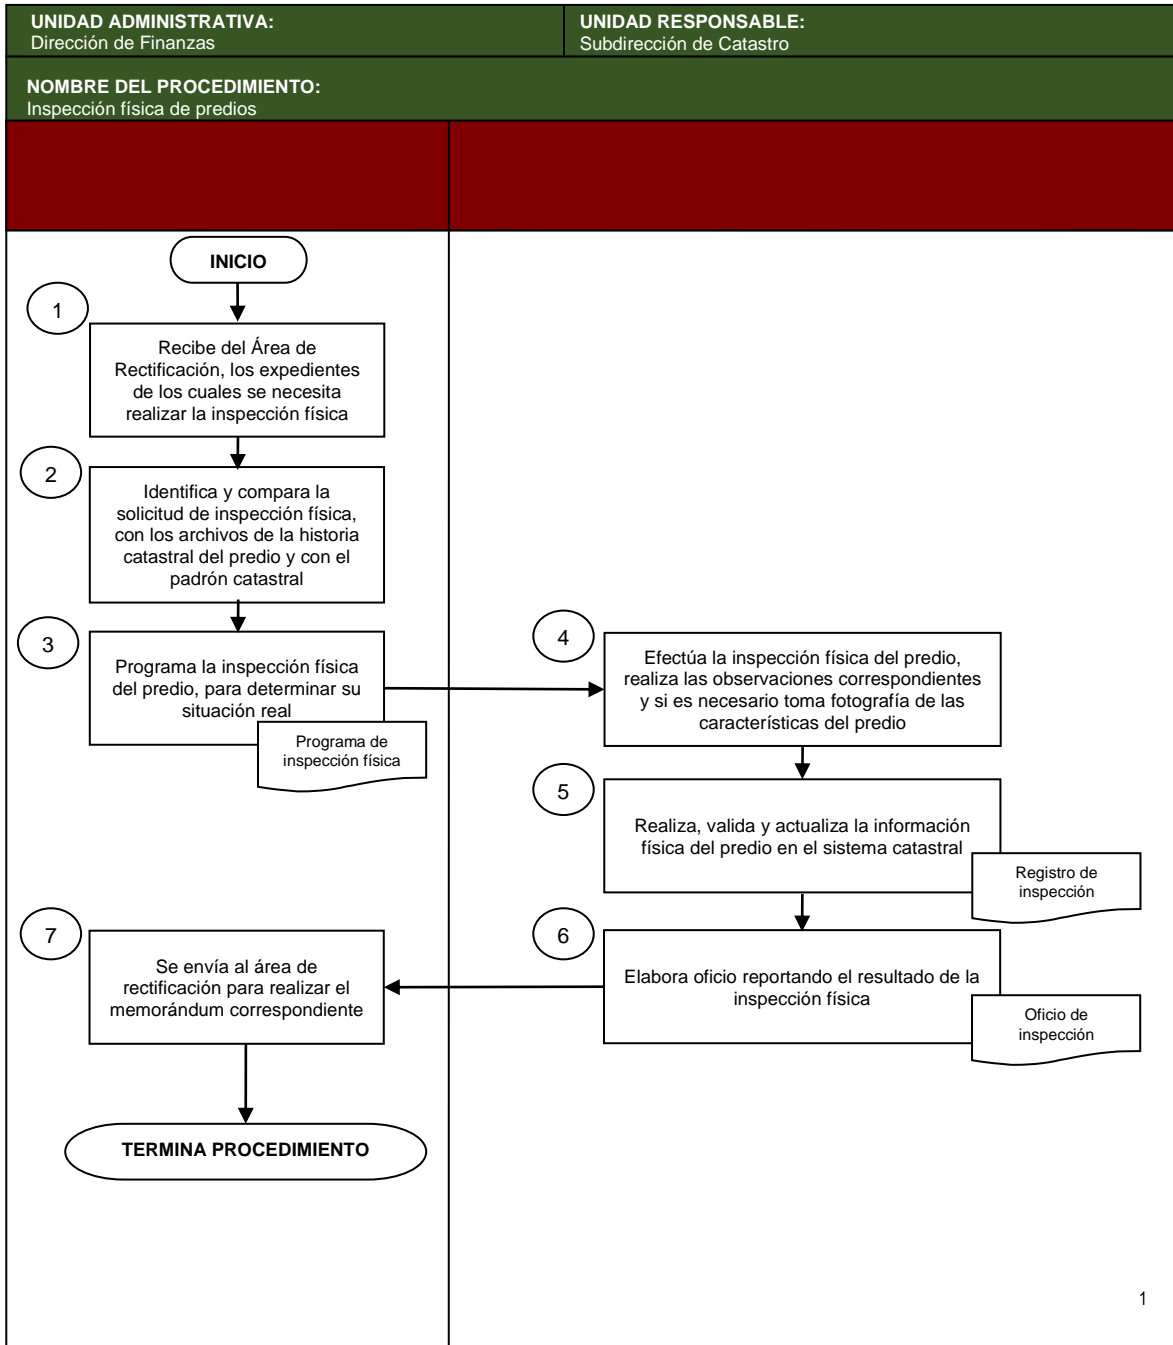 UNIDAD ADMINISTRATIVA:
Dirección de Finanzas
UNIDAD RESPONSABLE:
Subdirección de Catastro
NOMBRE DEL PROCEDIMIENTO:
Inspección física de predios
INICIO
1
Recibe del Área de
Rectificación, los expedientes
de los cuales se necesita
realizar la inspección física
2
Identifica y compara la
solicitud de inspección física,
con los archivos de la historia
catastral del predio y con el
padrón catastral
3
Programa la inspección física
del predio, para determinar su
situación real
Programa de
inspección física
4
Efectúa la inspección física del predio,
realiza las observaciones correspondientes
y si es necesario toma fotografía de las
características del predio
5
Realiza, valida y actualiza la información
física del predio en el sistema catastral
Registro de
inspección
6
Elabora oficio reportando el resultado de la
inspección física
Oficio de
inspección
7
Se envía al área de
rectificación para realizar el
memorándum correspondiente
TERMINA PROCEDIMIENTO
1